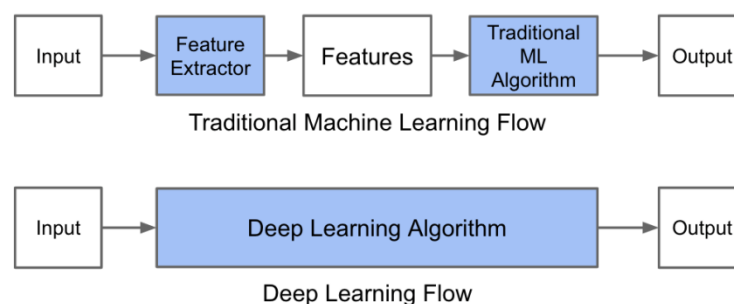 Input
Feature
Extractor
Features
Traditional
ML
Algorithm
Output
Traditional Machine Learning Flow
Input
Deep Learning Algorithm
Output
Deep Learning Flow